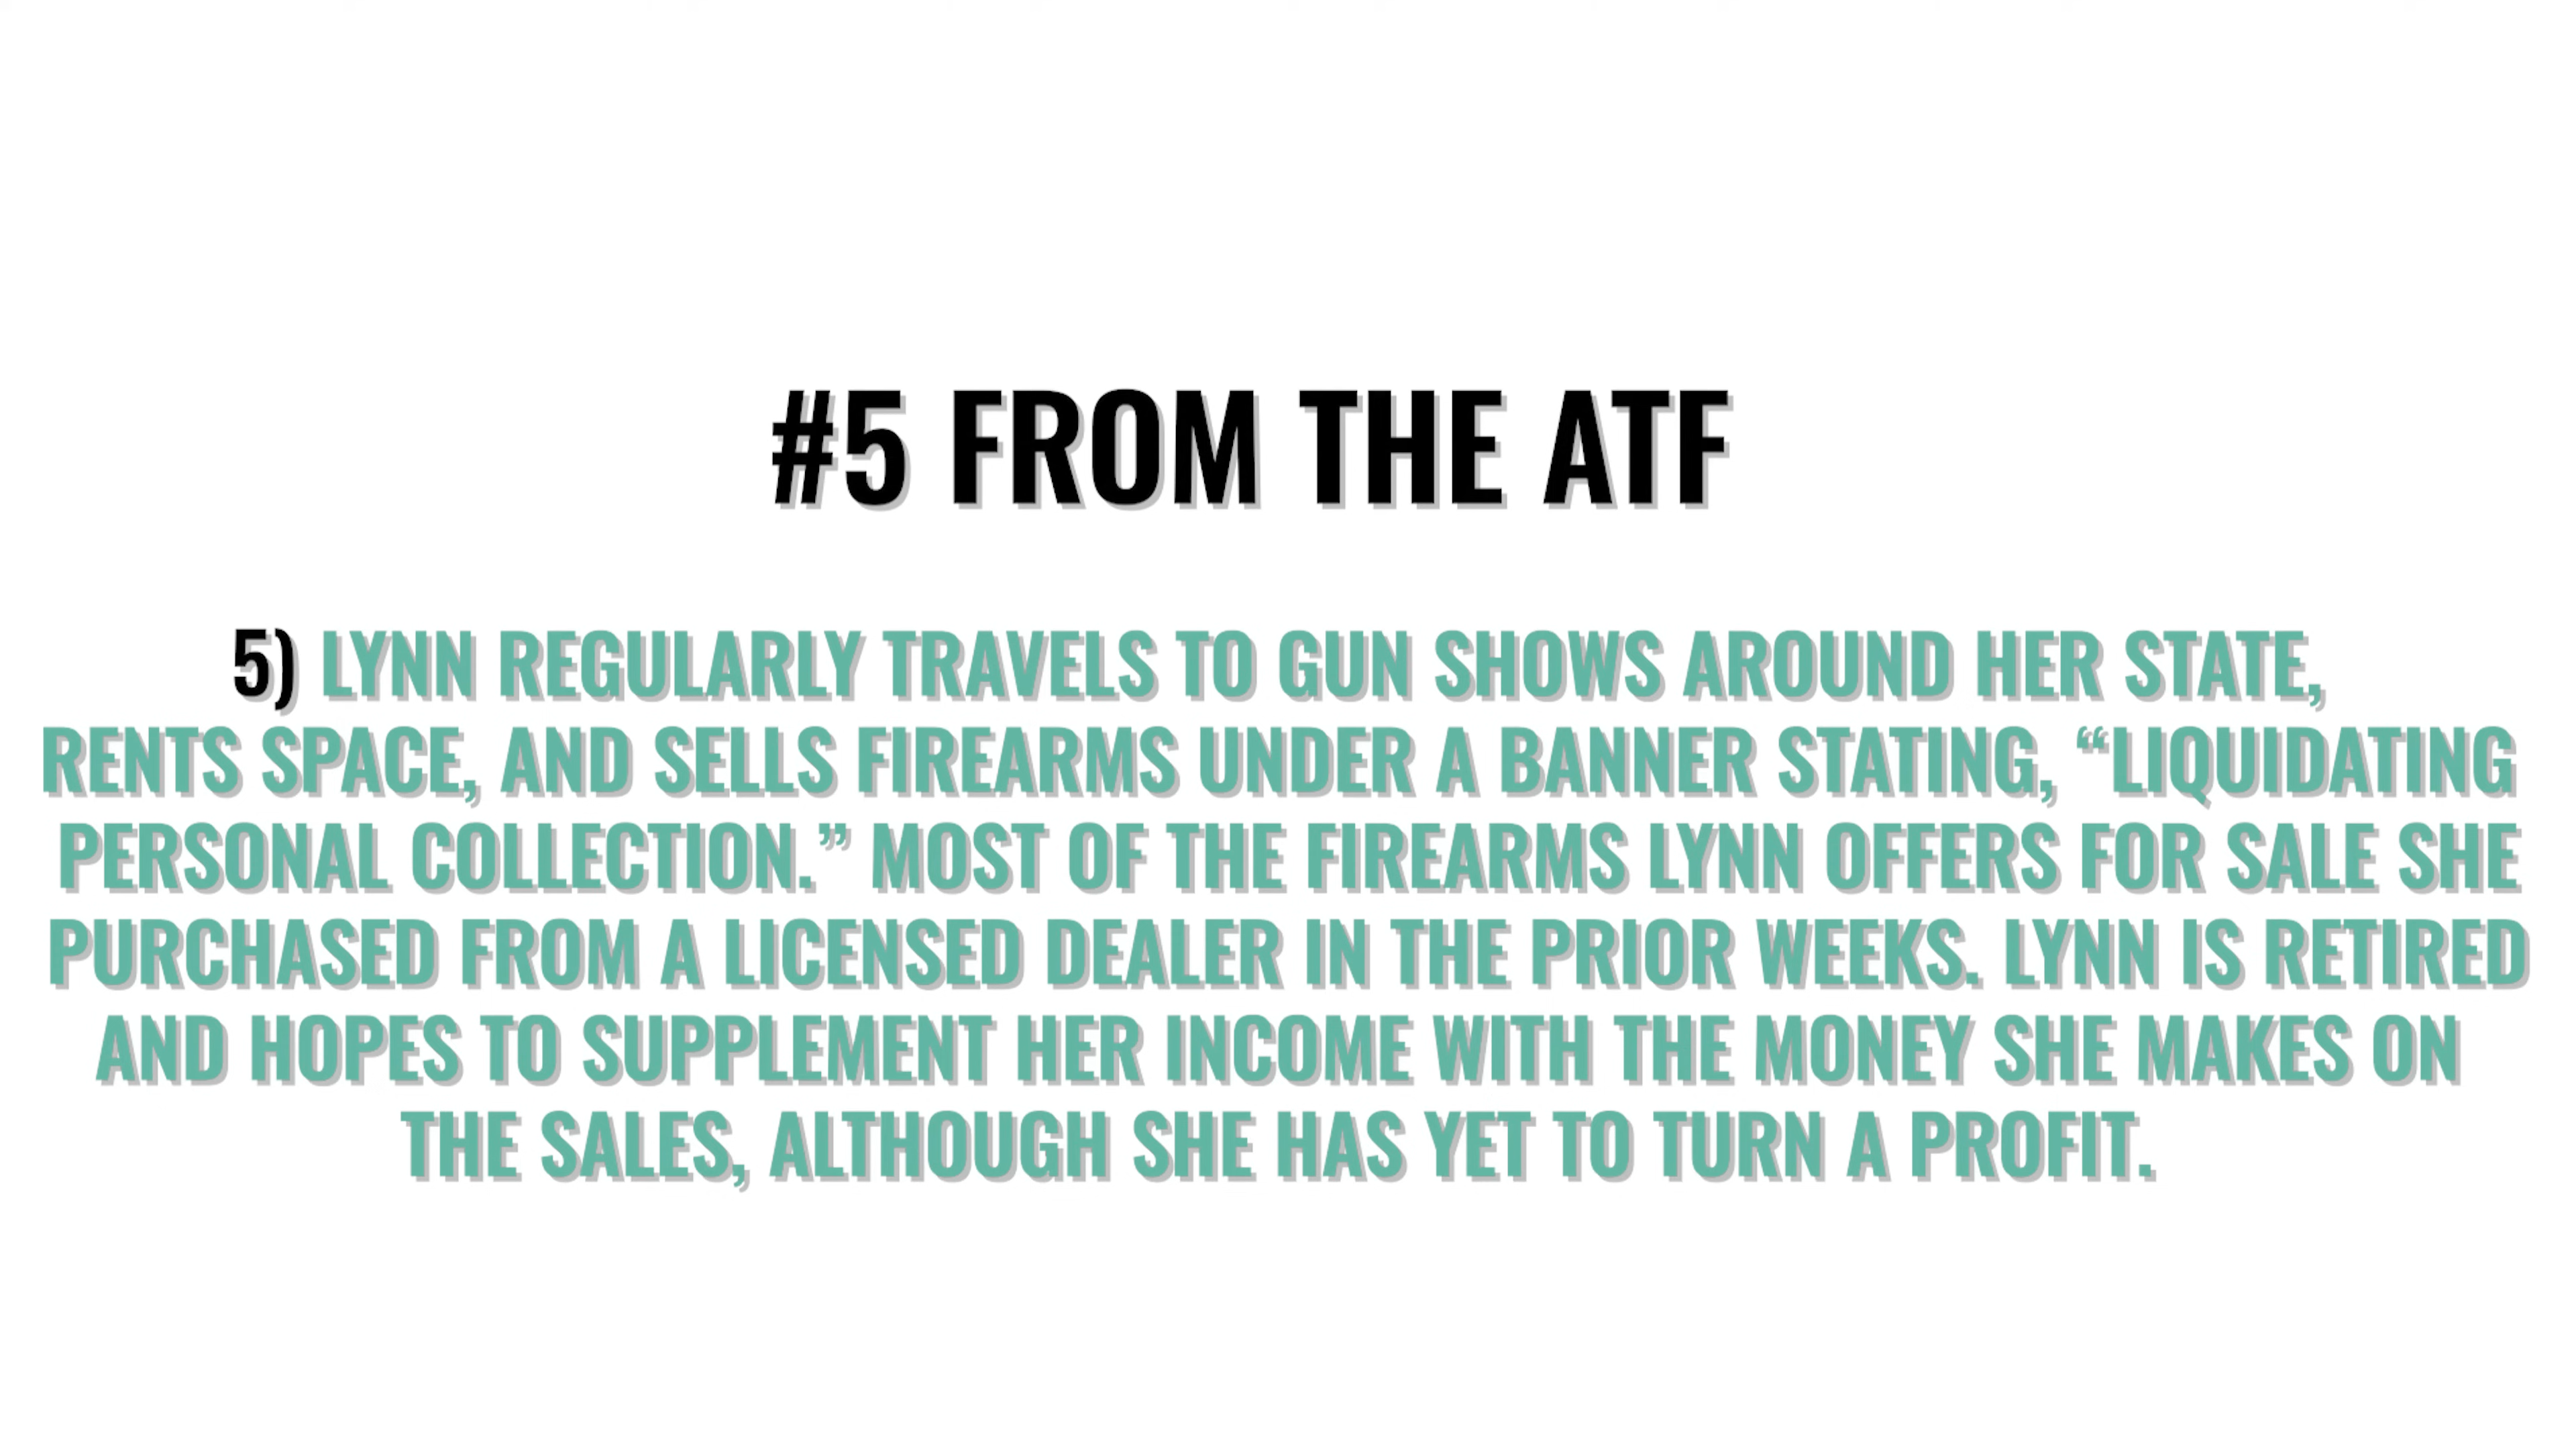 #5 FROM THE ATF
5) LYNN REGULARLY TRAVELS TO GUN SHOWS AROUND HER STATE,
RENTS SPACE, AND SELLS FIREARMS UNDER A BANNER STATING, “LIQUIDATING
PERSONAL COLLECTION.” MOST OF THE FIREARMS LYNN OFFERS FOR SALE SHE
PURCHASED FROM A LICENSED DEALER IN THE PRIOR WEEKS. LYNN IS RETIRED
AND HOPES TO SUPPLEMENT HER INCOME WITH THE MONEY SHE MAKES ON
THE SALES, ALTHOUGH SHE HAS YET TO TURN A PROFIT.